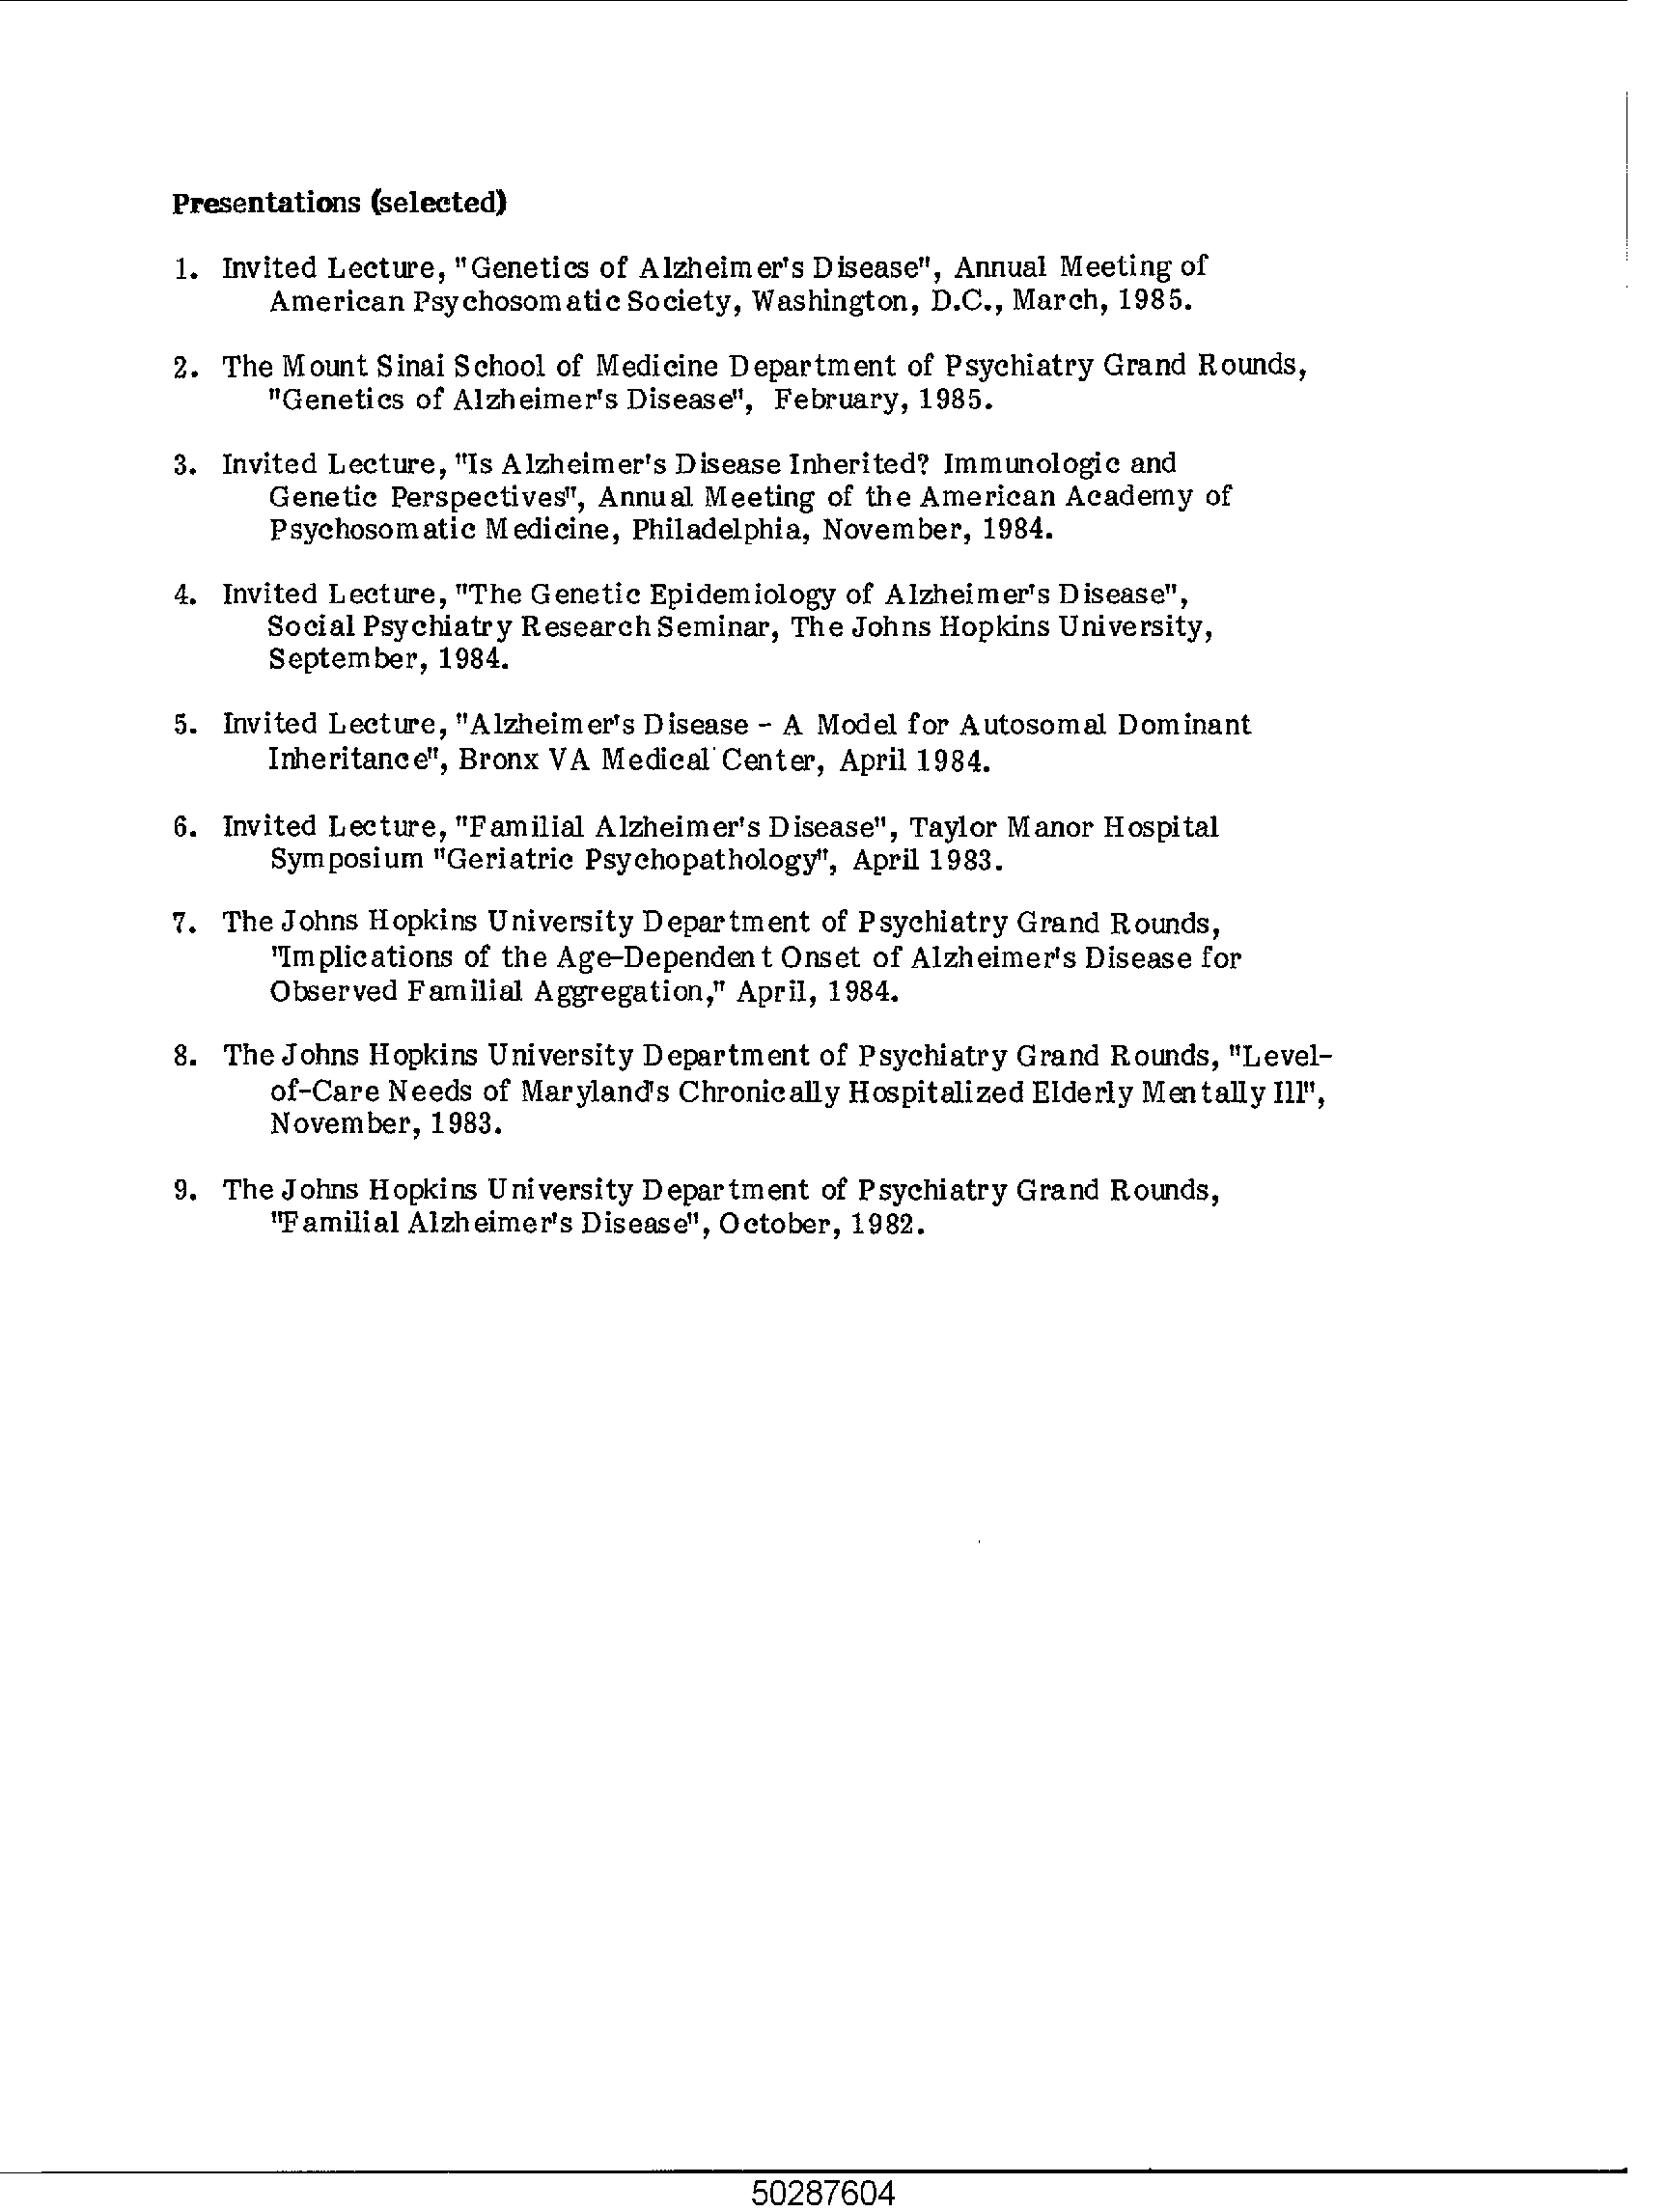 Presentations (selected)
1. Invited Lecture, "Genetics of Alzheimer's Disease", Annual Meeting of
American Psychosomatic Society, Washington, D.C., March, 1985.
2. The Mount Sinai School of Medicine Department of Psychiatry Grand Rounds,
"Genetics of Alzheimer's Disease", February, 1985.
3. Invited Lecture, "Is Alzheimer's Disease Inherited? Immunologic and
Genetic Perspectives", Annual Meeting of the American Academy of
Psychosomatic Medicine, Philadelphia, November, 1984.
4. Invited Lecture, "The Genetic Epidemiology of Alzheimer's Disease",
Social Psychiatry Research Seminar, The Johns Hopkins University,
September, 1984.
5. Invited Lecture, "Alzheimer's Disease - A Model for Autosomal Dominant
Inheritance", Bronx VA Medical Center, April 1984.
6. Invited Lecture, "Familial Alzheimer's Disease", Taylor Manor Hospital
Symposium "Geriatric Psychopathology", April 1983.
7. The Johns Hopkins University Department of Psychiatry Grand Rounds,
"Implications of the Age-Dependent Onset of Alzheimer's Disease for
Observed Familial Aggregation," April, 1984.
8. The Johns Hopkins University Department of Psychiatry Grand Rounds, "Level-
of-Care Needs of Maryland's Chronically Hospitalized Elderly Mentally Ill",
November, 1983.
9. The Johns Hopkins University Department of Psychiatry Grand Rounds,
"Familial Alzheimer's Disease", October, 1982.
50287604